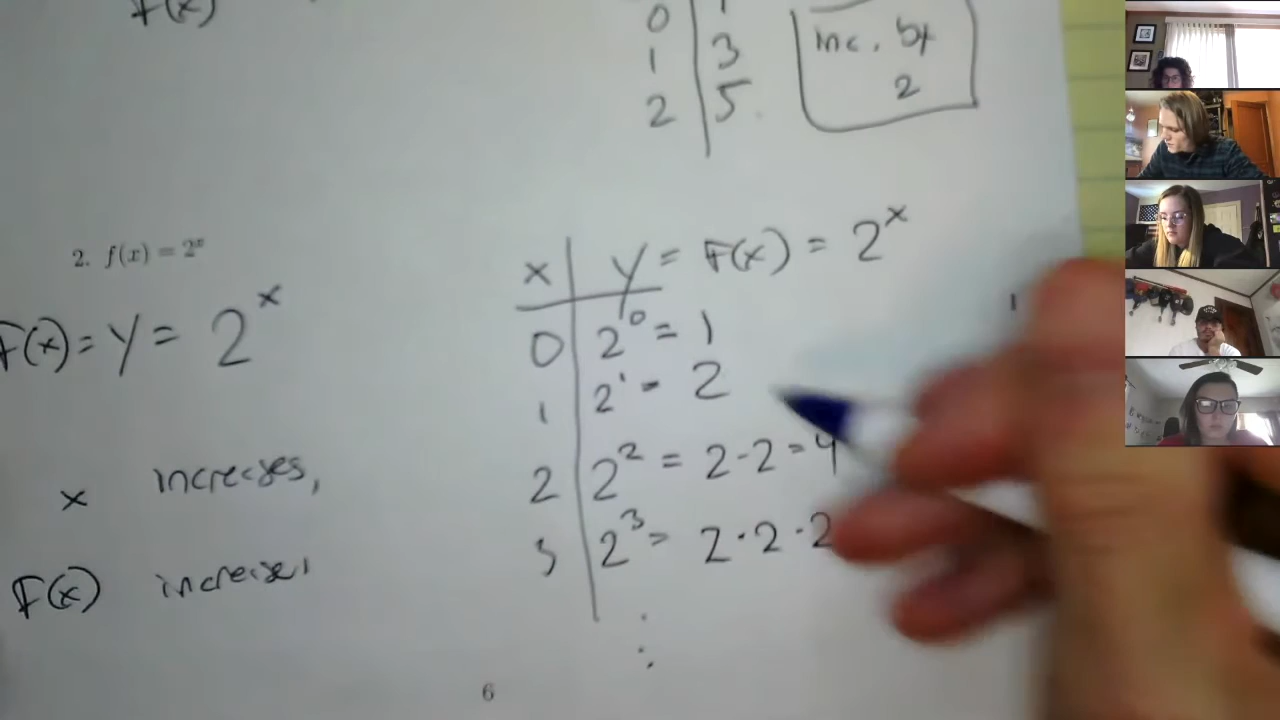 F(x)
0 1
1 3
2 5
inc. by
2
2. f(x) = 2^x
F(x) = y = 2^x
x increases,
F(x) increases
x y = F(x) = 2^x
0 2^0 = 1
1 2^1 = 2
2 2^2 = 2·2 = 4
3 2^3 = 2·2·2
⋮
6